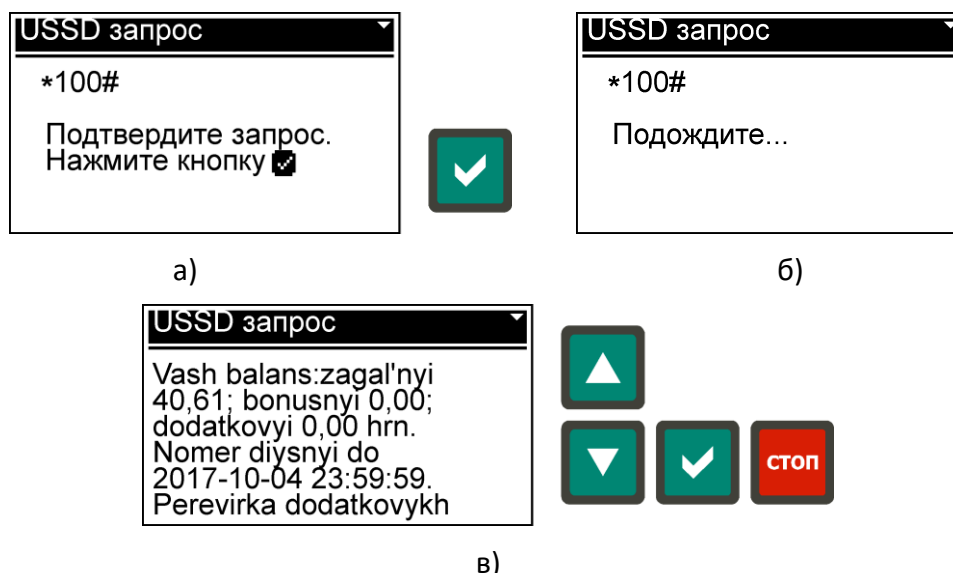 USSD запрос
*100#
Подтвердите запрос.
Нажмите кнопку
а)
USSD запрос
*100#
Подождите...
б)
USSD запрос
Vash balans:zagal'nyi
40,61; bonusnyi 0,00;
dodatkovyi 0,00 hrn.
Nomer diysnyi do
2017-10-04 23:59:59.
Perevirka dodatkovykh
стоп
в)